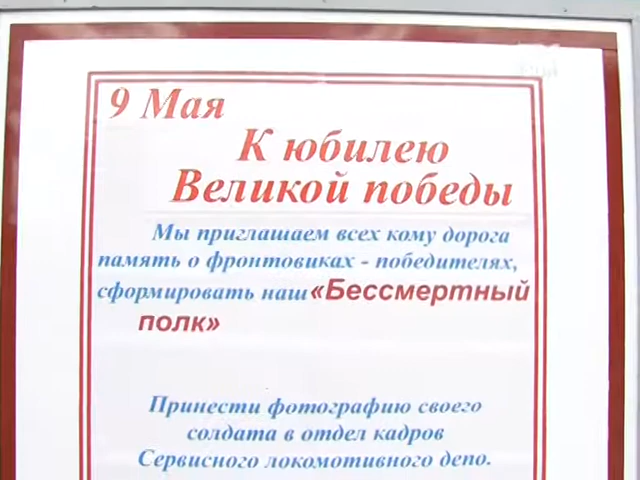 9 Мая
К юбилею
Великой победы
Мы приглашаем всех кому дорога
память о фронтовиках - победителях,
сформировать наш «Бессмертный
полк»
Принести фотографию своего
солдата в отдел кадров
Сервисного локомотивного депо.